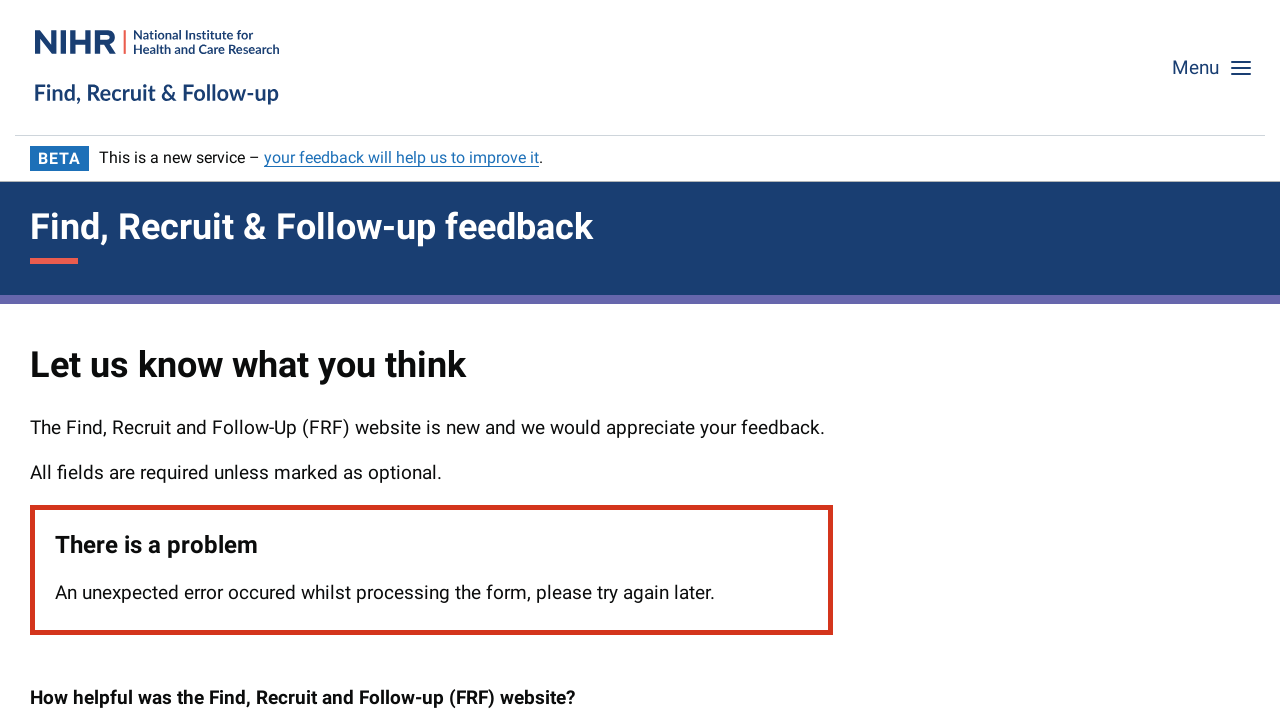 NIHR | National Institute for
Health and Care Research
Find, Recruit & Follow-up
Menu
BETA This is a new service – your feedback will help us to improve it.
Find, Recruit & Follow-up feedback
Let us know what you think
The Find, Recruit and Follow-Up (FRF) website is new and we would appreciate your feedback.
All fields are required unless marked as optional.
There is a problem
An unexpected error occured whilst processing the form, please try again later.
How helpful was the Find, Recruit and Follow-up (FRF) website?